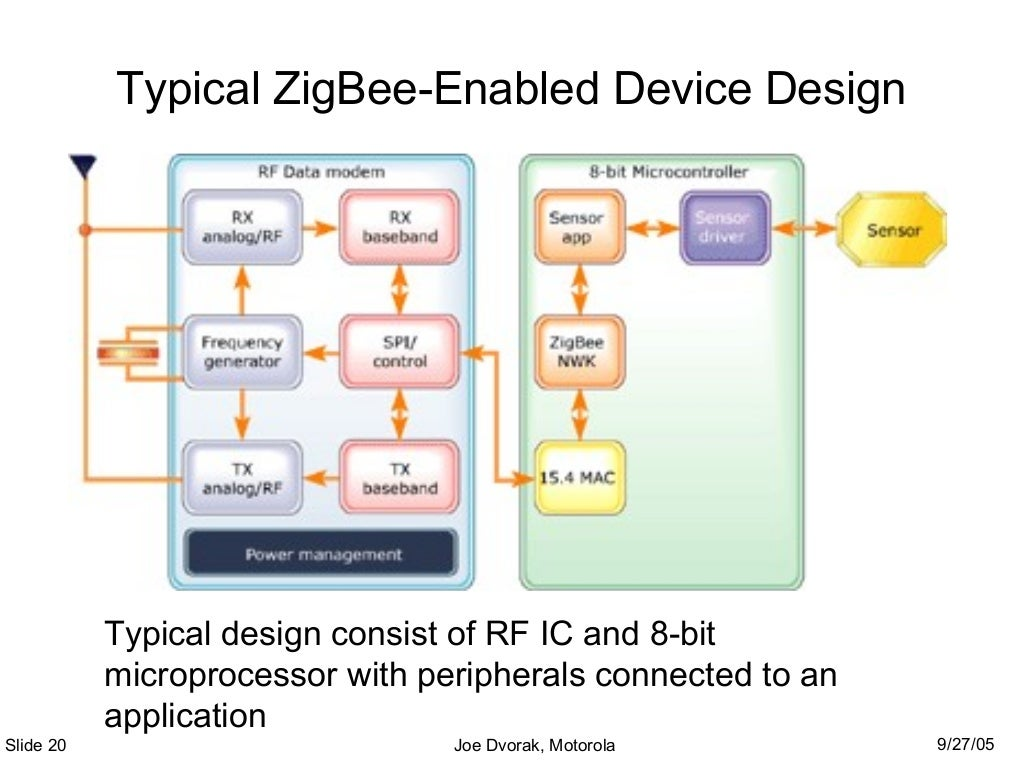 Typical ZigBee-Enabled Device Design
RF Data modem
8-bit Microcontroller
RX
analog/RF
RX
baseband
Sensor
app
Sensor
driver
Sensor
Frequency
generator
SPI/
control
ZigBee
NWK
TX
analog/RF
TX
baseband
15.4 MAC
Power management
Typical design consist of RF IC and 8-bit
microprocessor with peripherals connected to an
application
Slide 20
Joe Dvorak, Motorola
9/27/05